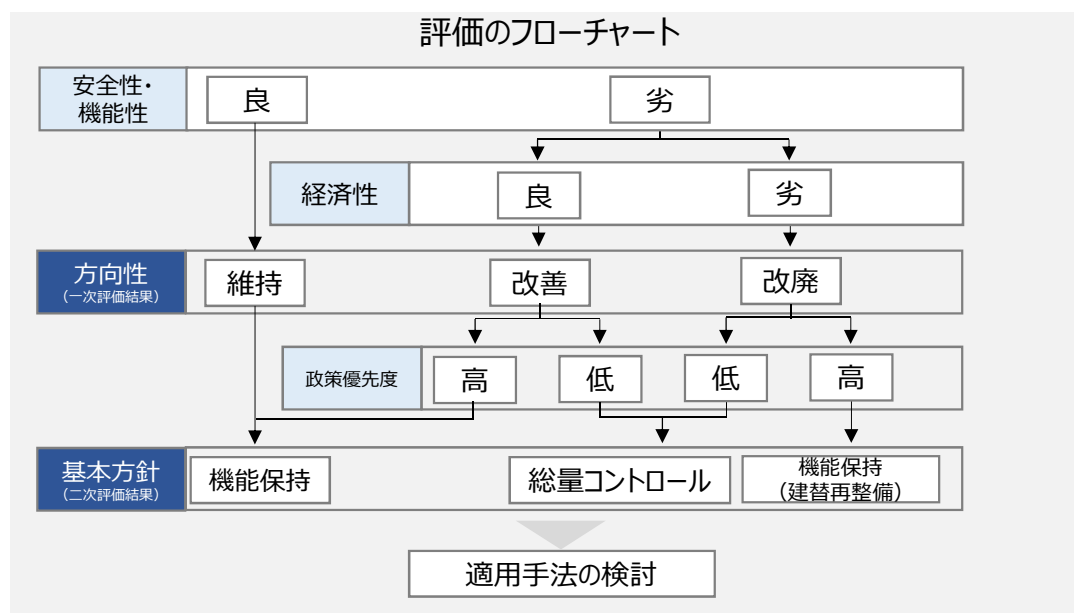 評価のフローチャート
安全性・
機能性
良
劣
経済性
良
劣
方向性
（一次評価結果）
維持
改善
改廃
政策優先度
高
低
低
高
基本方針
（二次評価結果）
機能保持
総量コントロール
機能保持
（建替再整備）
適用手法の検討